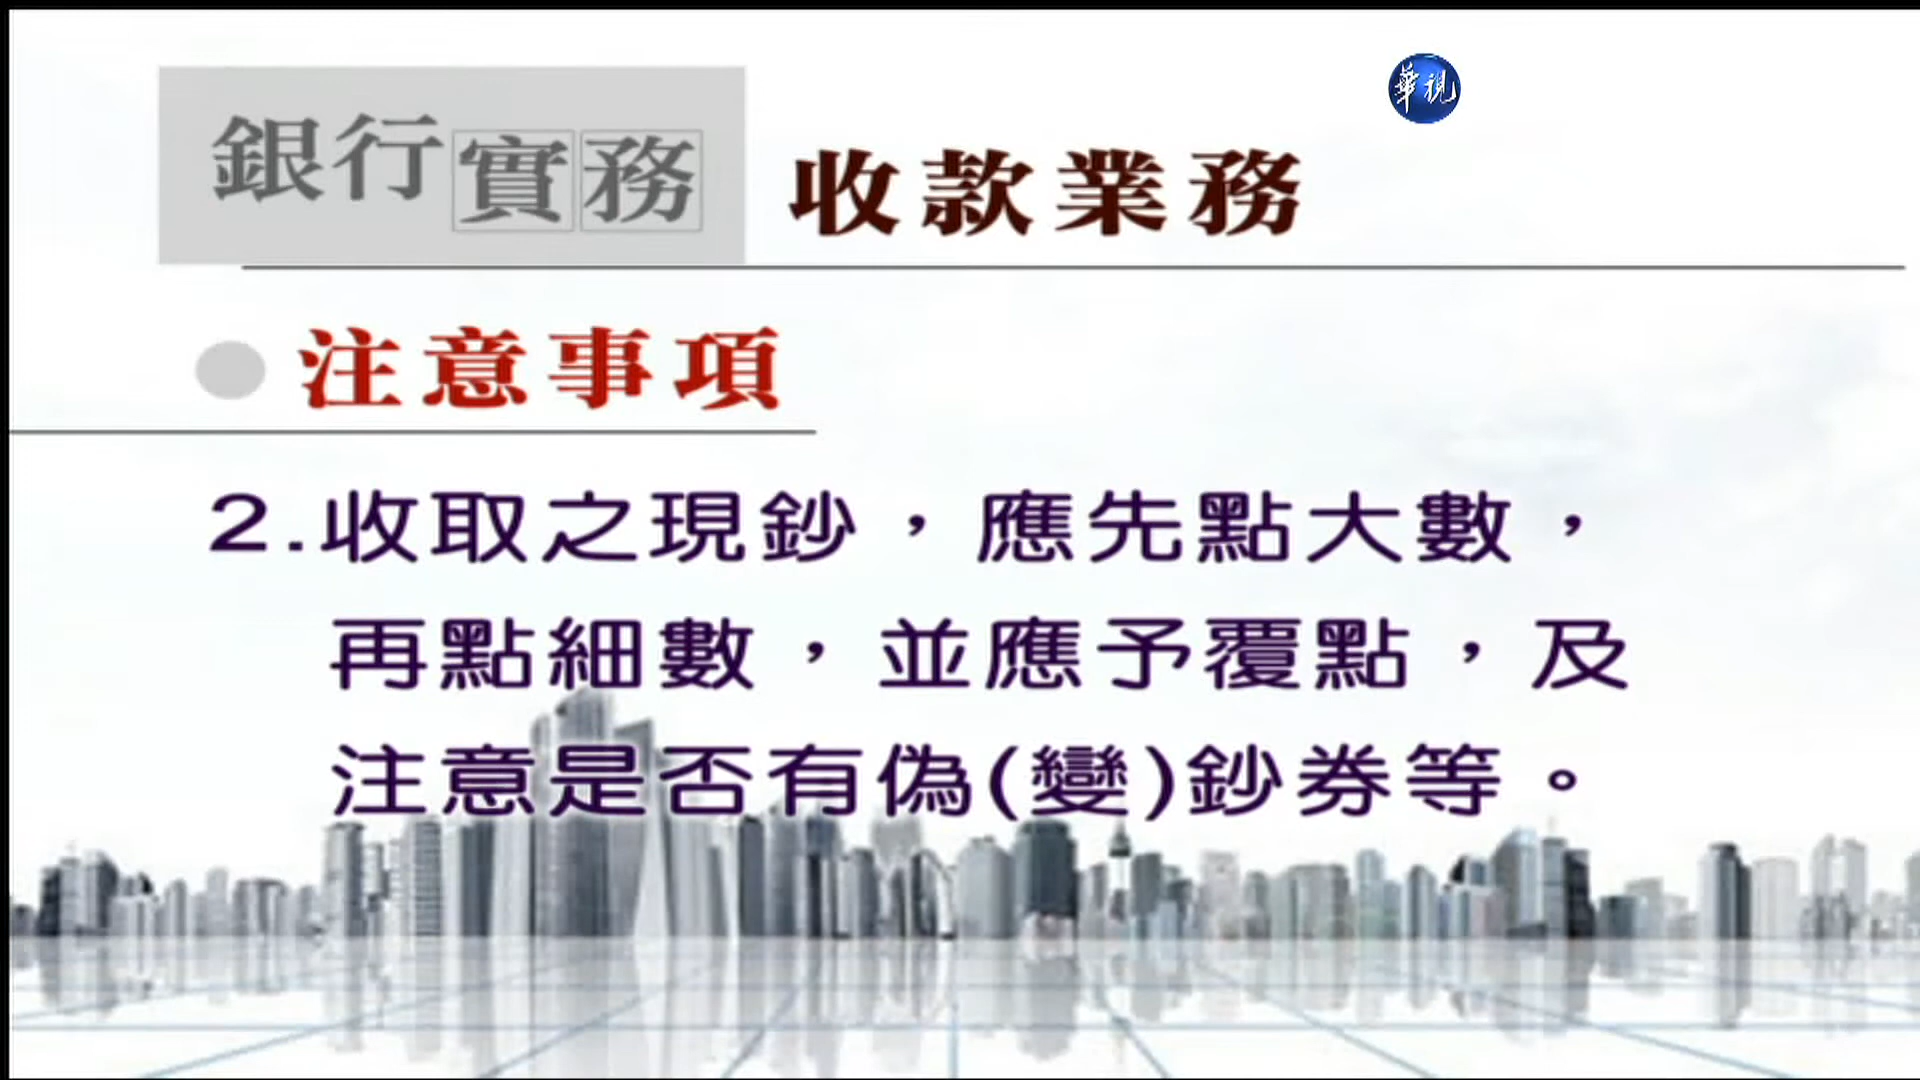 華視
銀行實務 收款業務
注意事項
2.收取之現鈔，應先點大數，
再點細數，並應予覆點，及
注意是否有偽(變)鈔券等。